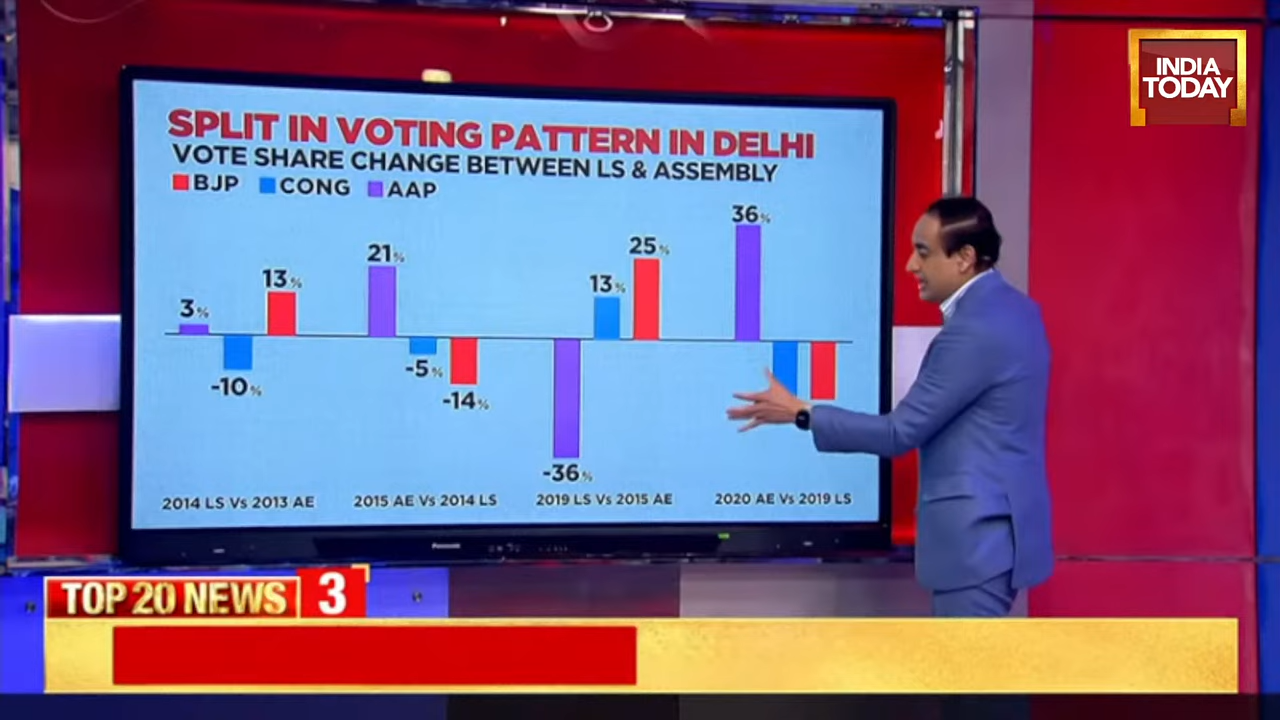 INDIA
TODAY
SPLIT IN VOTING PATTERN IN DELHI
VOTE SHARE CHANGE BETWEEN LS & ASSEMBLY
BJP CONG AAP
3% -10% 13%
21% -5% -14%
-36% 13% 25%
36%
2014 LS Vs 2013 AE 2015 AE Vs 2014 LS 2019 LS Vs 2015 AE 2020 AE Vs 2019 LS
Panasonic
TOP 20 NEWS 3